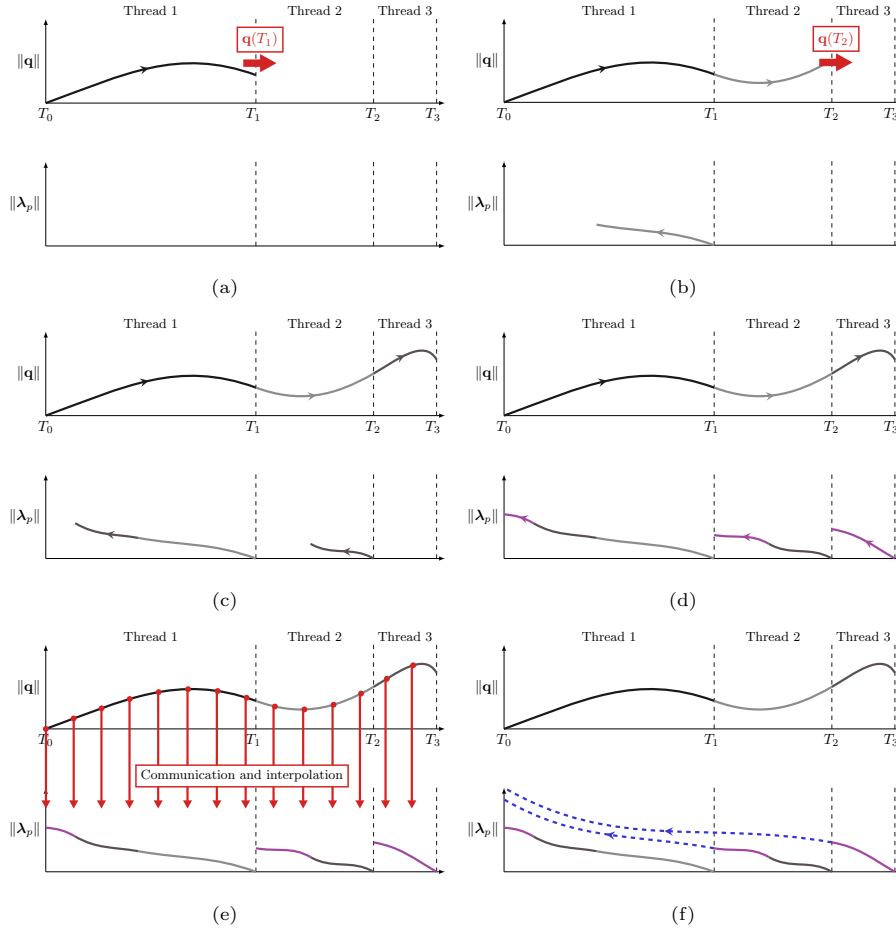 Thread 1 Thread 2 Thread 3
q(T₁)
‖q‖
T₀ T₁ T₂ T₃
‖λₚ‖
(a)
Thread 1 Thread 2 Thread 3
q(T₂)
‖q‖
T₀ T₁ T₂ T₃
‖λₚ‖
(b)
Thread 1 Thread 2 Thread 3
‖q‖
T₀ T₁ T₂ T₃
‖λₚ‖
(c)
Thread 1 Thread 2 Thread 3
‖q‖
T₀ T₁ T₂ T₃
‖λₚ‖
(d)
Thread 1 Thread 2 Thread 3
‖q‖
T₀ T₁ T₂ T₃
Communication and interpolation
‖λₚ‖
(e)
Thread 1 Thread 2 Thread 3
‖q‖
T₀ T₁ T₂ T₃
‖λₚ‖
(f)